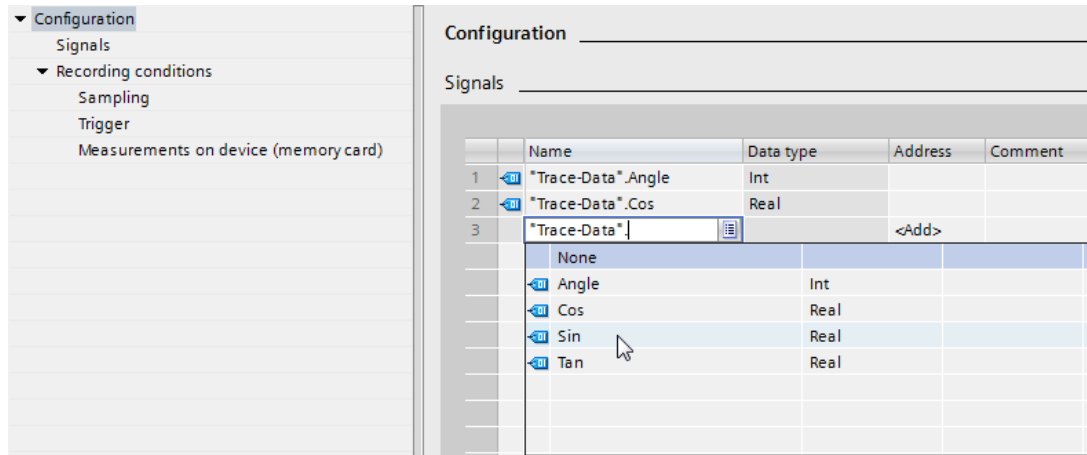 Configuration
Signals
Recording conditions
Sampling
Trigger
Measurements on device (memory card)
Configuration
Signals
Name Data type Address Comment
1 "Trace-Data".Angle Int
2 "Trace-Data".Cos Real
3 "Trace-Data". <Add>
None
Angle Int
Cos Real
Sin Real
Tan Real